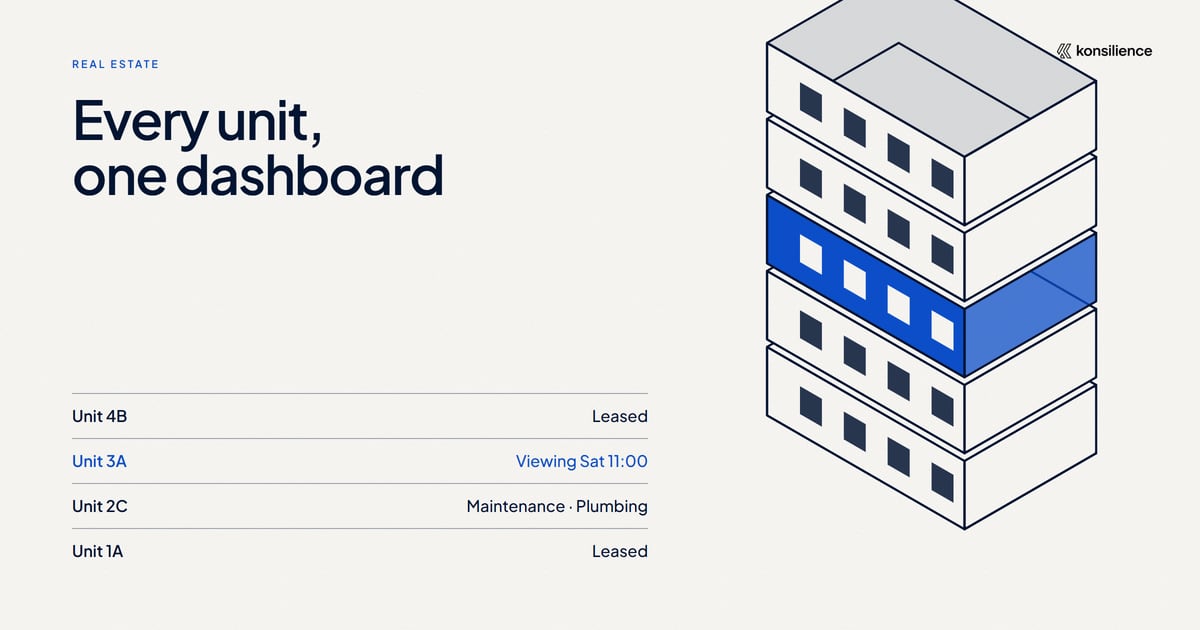 REAL ESTATE
konsilience
Every unit,
one dashboard
Unit 4B Leased
Unit 3A Viewing Sat 11:00
Unit 2C Maintenance · Plumbing
Unit 1A Leased